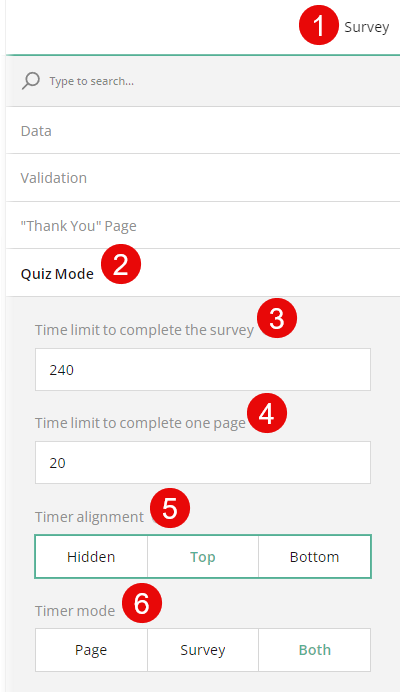 1 Survey
Type to search...
Data
Validation
"Thank You" Page
Quiz Mode 2
Time limit to complete the survey 3
240
Time limit to complete one page 4
20
Timer alignment 5
Hidden Top Bottom
Timer mode 6
Page Survey Both